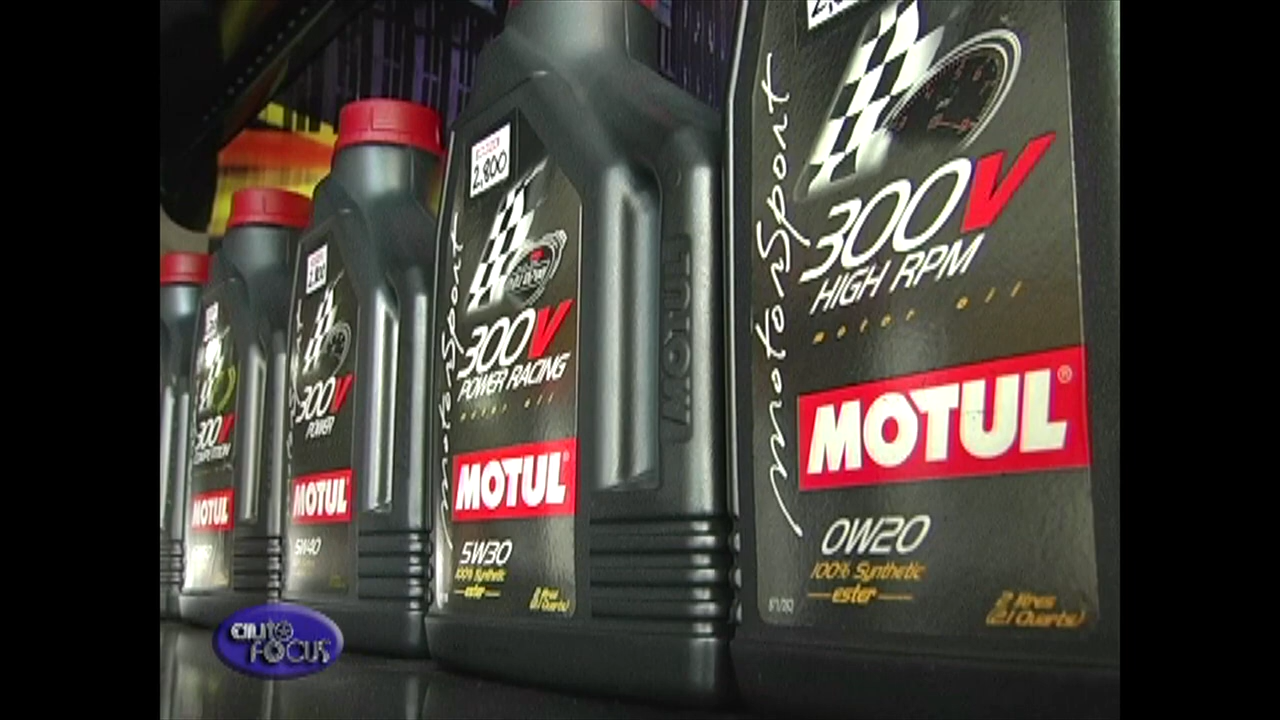 motorSport
300V
HIGH RPM
motor oil
MOTUL®
0W20
100% Synthetic
ester
2 litres
(2.1 Quarts)
2,800
motorSport
300V
POWER RACING
motor oil
MOTUL
MOTUL
5W30
100% Synthetic
ester
300V
POWER
MOTUL
5W40
300V
COMPETITION
MOTUL
auto
FOCUS